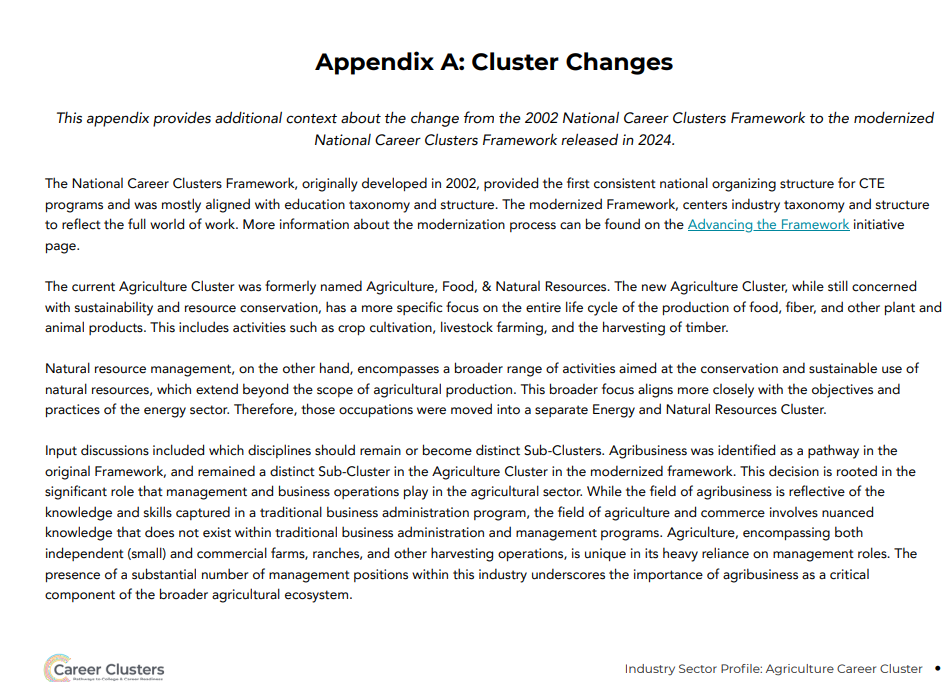 Appendix A: Cluster Changes
This appendix provides additional context about the change from the 2002 National Career Clusters Framework to the modernized
National Career Clusters Framework released in 2024.
The National Career Clusters Framework, originally developed in 2002, provided the first consistent national organizing structure for CTE
programs and was mostly aligned with education taxonomy and structure. The modernized Framework, centers industry taxonomy and structure
to reflect the full world of work. More information about the modernization process can be found on the Advancing the Framework initiative
page.
The current Agriculture Cluster was formerly named Agriculture, Food, & Natural Resources. The new Agriculture Cluster, while still concerned
with sustainability and resource conservation, has a more specific focus on the entire life cycle of the production of food, fiber, and other plant and
animal products. This includes activities such as crop cultivation, livestock farming, and the harvesting of timber.
Natural resource management, on the other hand, encompasses a broader range of activities aimed at the conservation and sustainable use of
natural resources, which extend beyond the scope of agricultural production. This broader focus aligns more closely with the objectives and
practices of the energy sector. Therefore, those occupations were moved into a separate Energy and Natural Resources Cluster.
Input discussions included which disciplines should remain or become distinct Sub-Clusters. Agribusiness was identified as a pathway in the
original Framework, and remained a distinct Sub-Cluster in the Agriculture Cluster in the modernized framework. This decision is rooted in the
significant role that management and business operations play in the agricultural sector. While the field of agribusiness is reflective of the
knowledge and skills captured in a traditional business administration program, the field of agriculture and commerce involves nuanced
knowledge that does not exist within traditional business administration and management programs. Agriculture, encompassing both
independent (small) and commercial farms, ranches, and other harvesting operations, is unique in its heavy reliance on management roles. The
presence of a substantial number of management positions within this industry underscores the importance of agribusiness as a critical
component of the broader agricultural ecosystem.
Career Clusters
Pathways to College & Career Readiness
Industry Sector Profile: Agriculture Career Cluster •